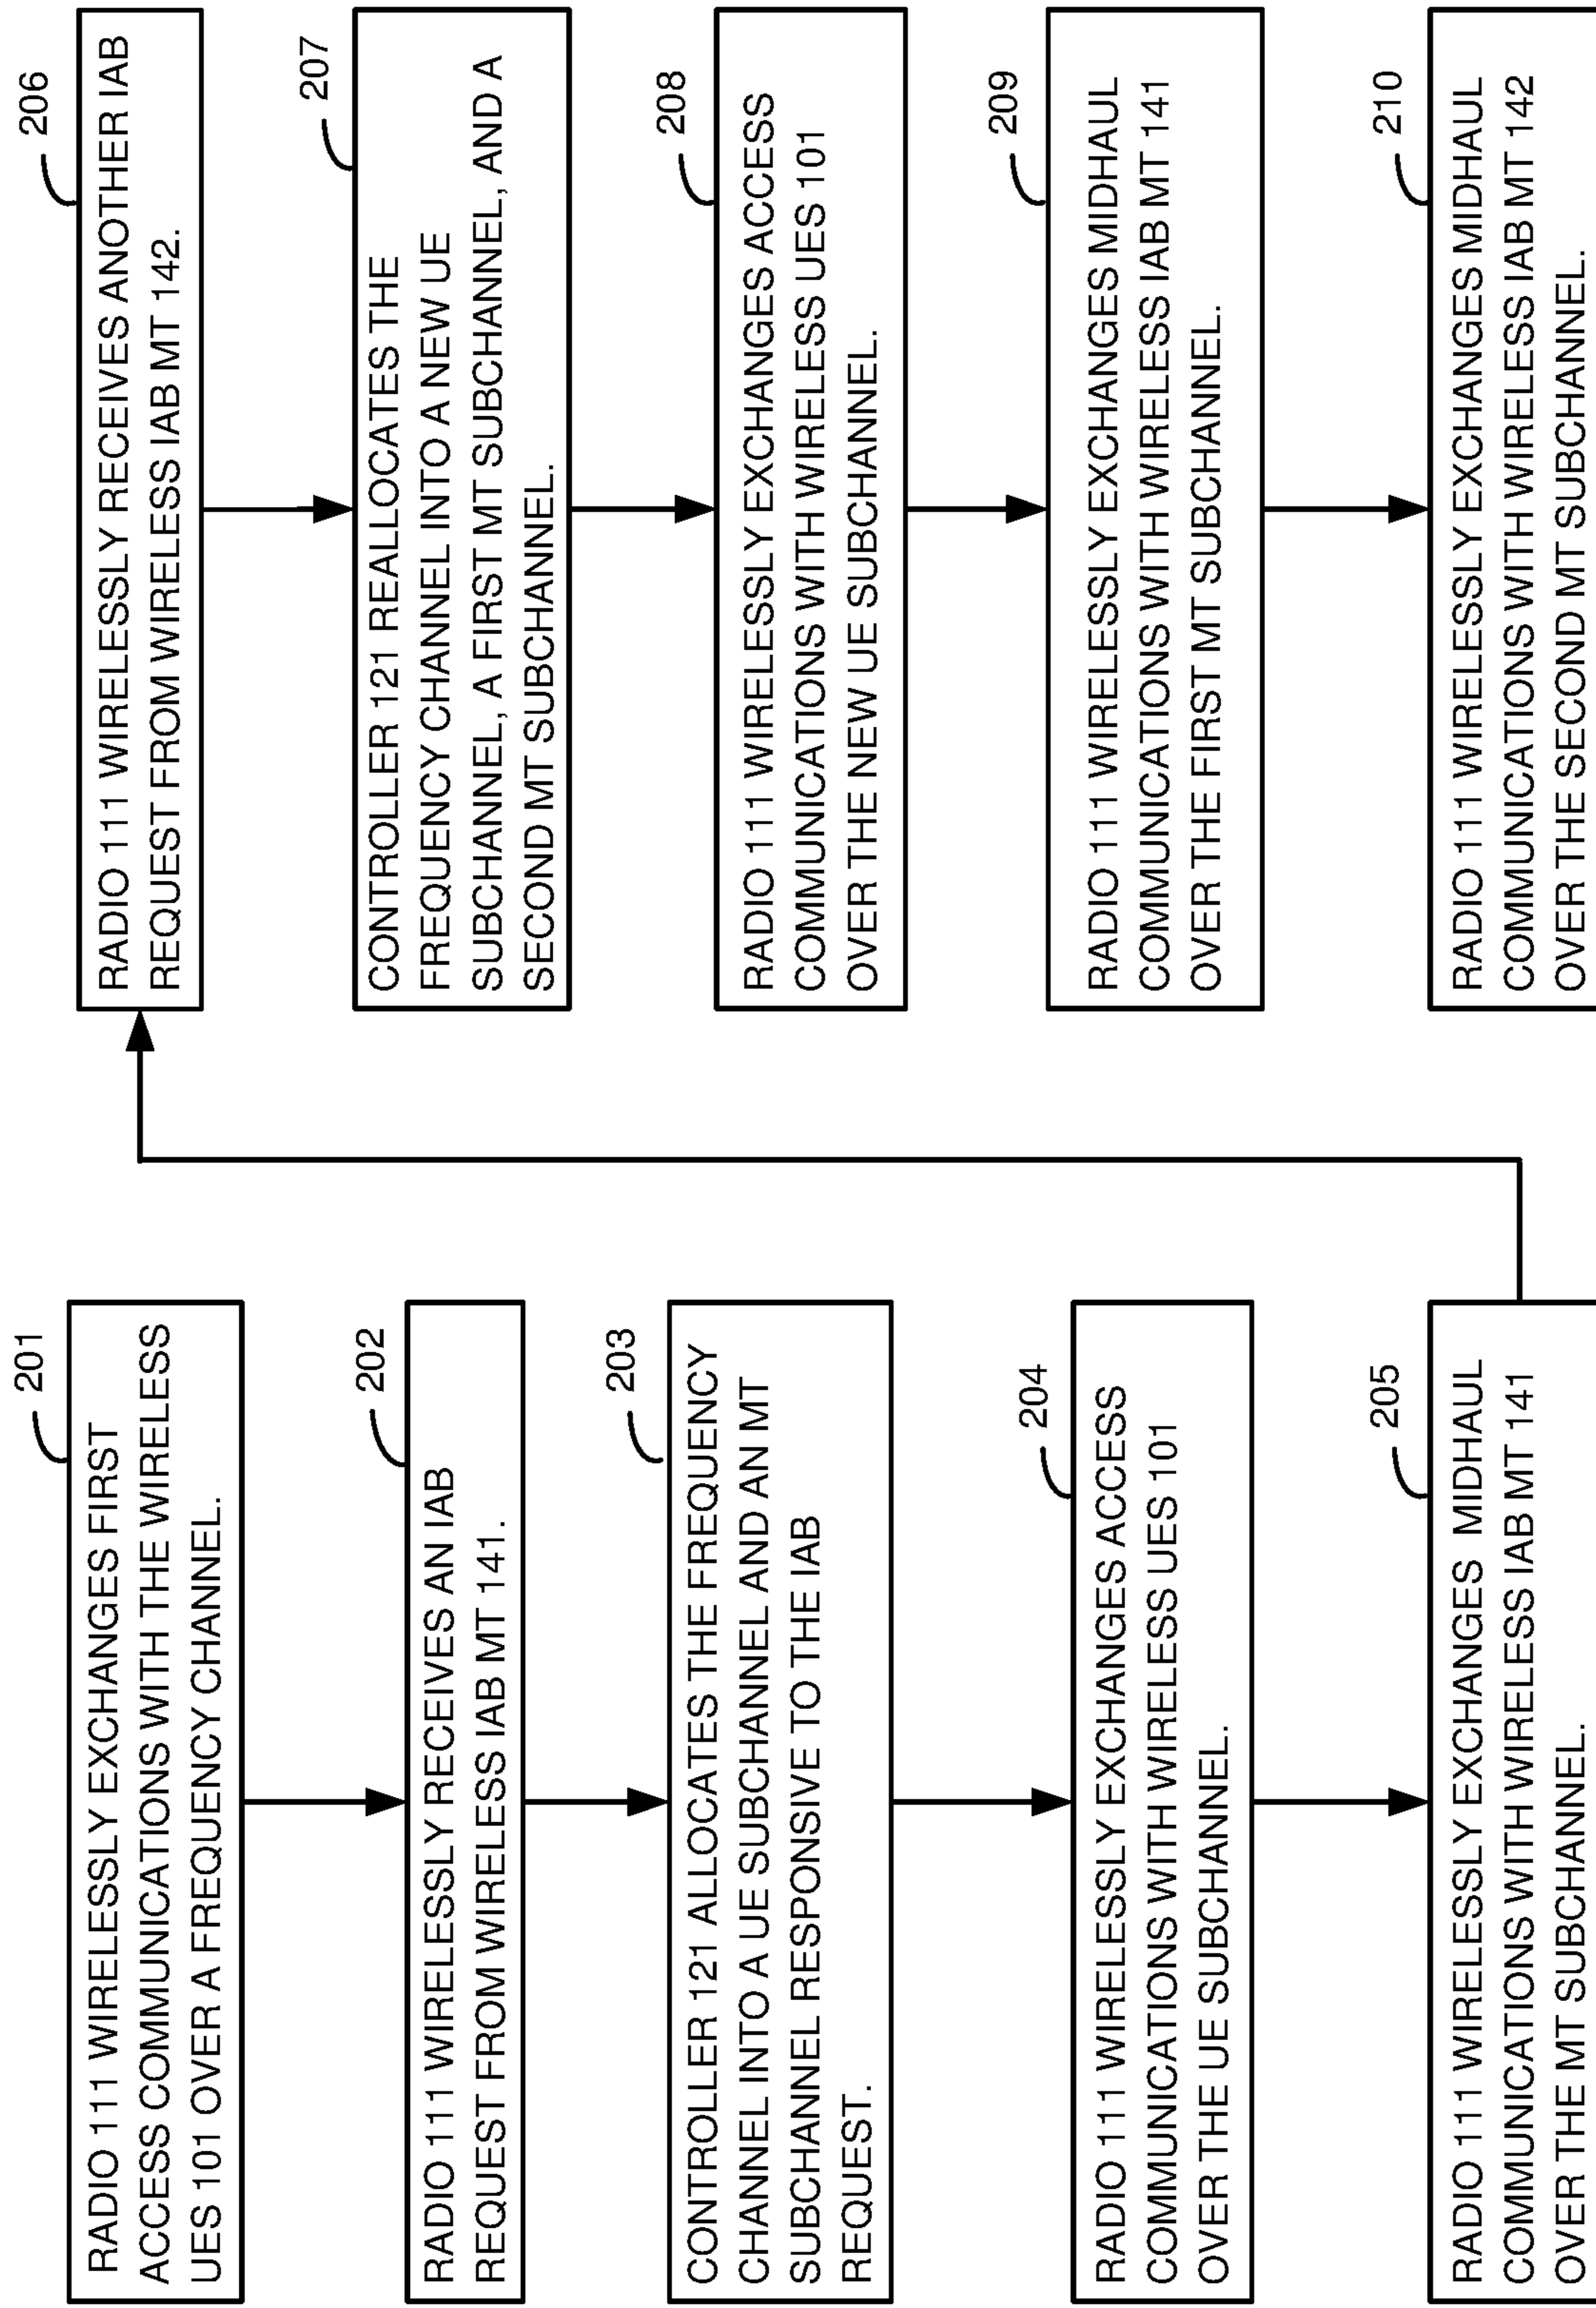 201
RADIO 111 WIRELESSLY EXCHANGES FIRST
ACCESS COMMUNICATIONS WITH THE WIRELESS
UES 101 OVER A FREQUENCY CHANNEL.
202
RADIO 111 WIRELESSLY RECEIVES AN IAB
REQUEST FROM WIRELESS IAB MT 141.
203
CONTROLLER 121 ALLOCATES THE FREQUENCY
CHANNEL INTO A UE SUBCHANNEL AND AN MT
SUBCHANNEL RESPONSIVE TO THE IAB
REQUEST.
204
RADIO 111 WIRELESSLY EXCHANGES ACCESS
COMMUNICATIONS WITH WIRELESS UES 101
OVER THE UE SUBCHANNEL.
205
RADIO 111 WIRELESSLY EXCHANGES MIDHAUL
COMMUNICATIONS WITH WIRELESS IAB MT 141
OVER THE MT SUBCHANNEL.
206
RADIO 111 WIRELESSLY RECEIVES ANOTHER IAB
REQUEST FROM WIRELESS IAB MT 142.
207
CONTROLLER 121 REALLOCATES THE
FREQUENCY CHANNEL INTO A NEW UE
SUBCHANNEL, A FIRST MT SUBCHANNEL, AND A
SECOND MT SUBCHANNEL.
208
RADIO 111 WIRELESSLY EXCHANGES ACCESS
COMMUNICATIONS WITH WIRELESS UES 101
OVER THE NEW UE SUBCHANNEL.
209
RADIO 111 WIRELESSLY EXCHANGES MIDHAUL
COMMUNICATIONS WITH WIRELESS IAB MT 141
OVER THE FIRST MT SUBCHANNEL.
210
RADIO 111 WIRELESSLY EXCHANGES MIDHAUL
COMMUNICATIONS WITH WIRELESS IAB MT 142
OVER THE SECOND MT SUBCHANNEL.